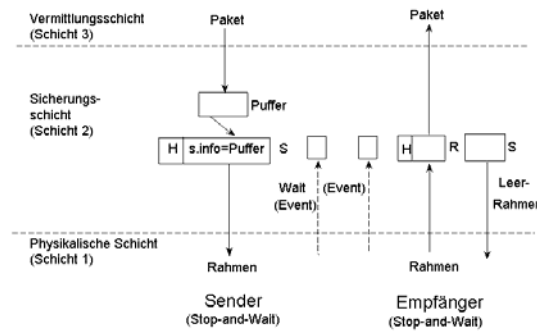 Vermittlungsschicht
(Schicht 3)
Paket
Paket
Sicherungs-
schicht
(Schicht 2)
Puffer
H
s.info=Puffer
S
H
R
S
Wait
(Event)
(Event)
Leer-
Rahmen
Physikalische Schicht
(Schicht 1)
Rahmen
Rahmen
Sender
(Stop-and-Wait)
Empfänger
(Stop-and-Wait)